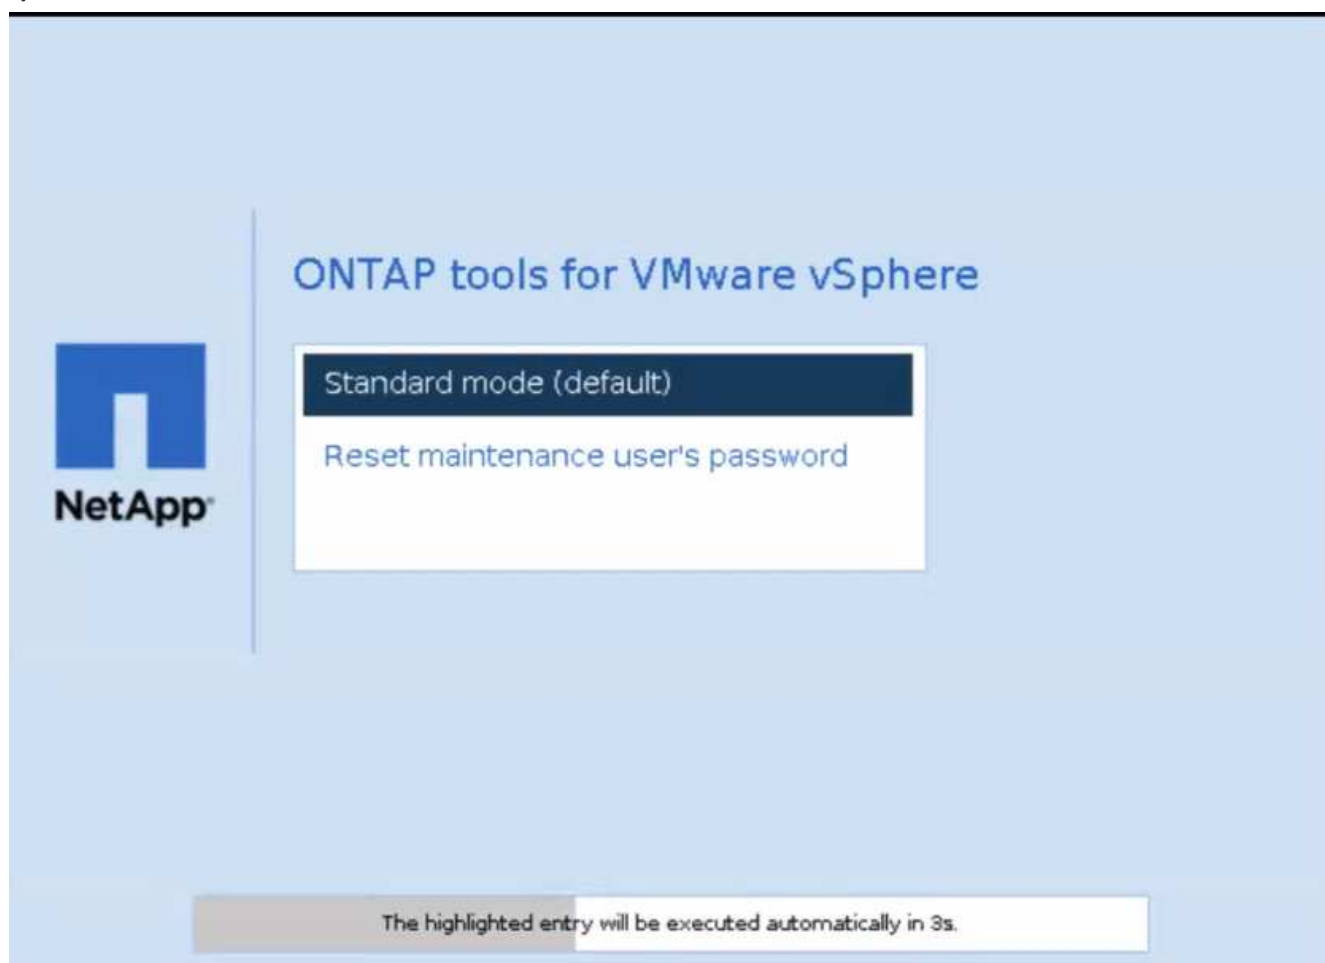 ONTAP tools for VMware vSphere
Standard mode (default)
Reset maintenance user's password
NetApp
The highlighted entry will be executed automatically in 3s.